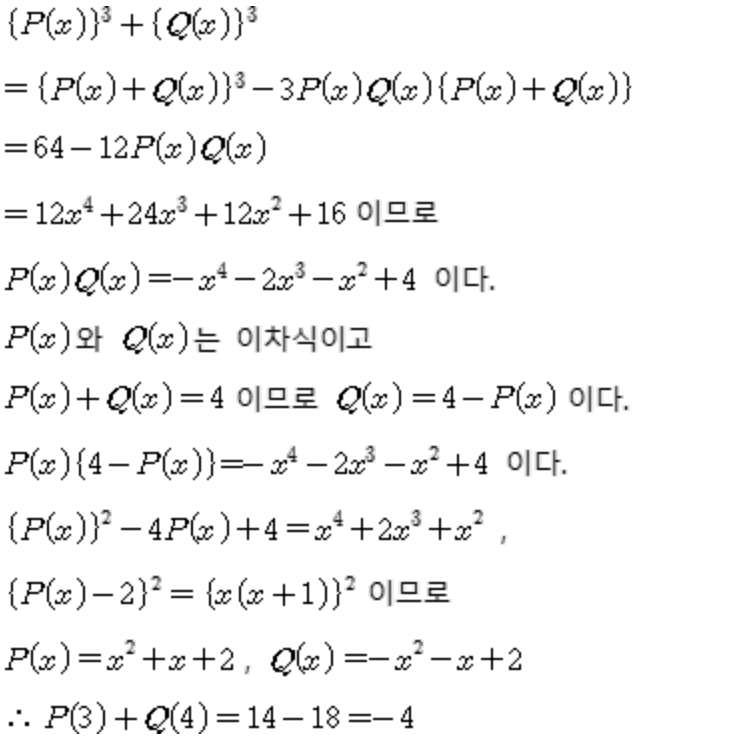 {P(x)}³+{Q(x)}³
={P(x)+Q(x)}³−3P(x)Q(x){P(x)+Q(x)}
=64−12P(x)Q(x)
=12x⁴+24x³+12x²+16 이므로
P(x)Q(x)=−x⁴−2x³−x²+4 이다.
P(x)와 Q(x)는 이차식이고
P(x)+Q(x)=4 이므로 Q(x)=4−P(x) 이다.
P(x){4−P(x)}=−x⁴−2x³−x²+4 이다.
{P(x)}²−4P(x)+4=x⁴+2x³+x² ,
{P(x)−2}²={x(x+1)}² 이므로
P(x)=x²+x+2 , Q(x)=−x²−x+2
∴ P(3)+Q(4)=14−18=−4